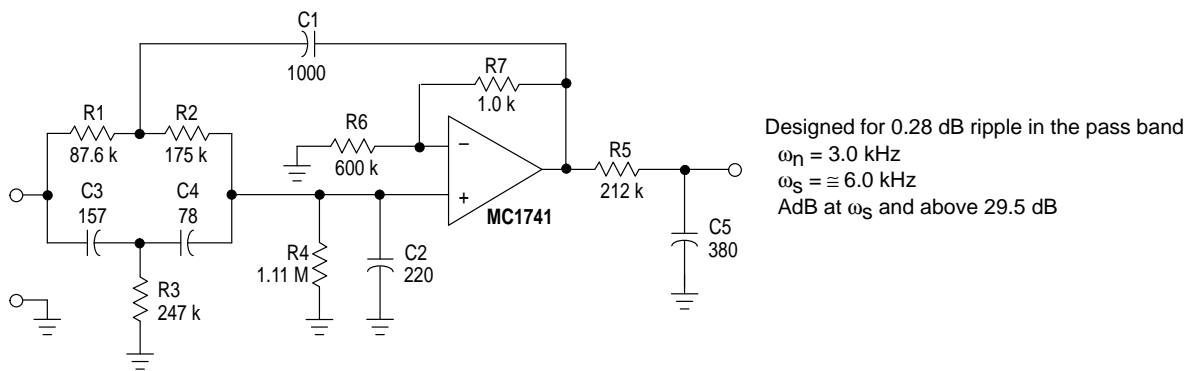 C1
1000
R7
1.0 k
R1
87.6 k
R2
175 k
R6
600 k
−
+
MC1741
R5
212 k
C3
157
C4
78
R3
247 k
R4
1.11 M
C2
220
C5
380
Designed for 0.28 dB ripple in the pass band
ωn = 3.0 kHz
ωs = ≅ 6.0 kHz
AdB at ωs and above 29.5 dB